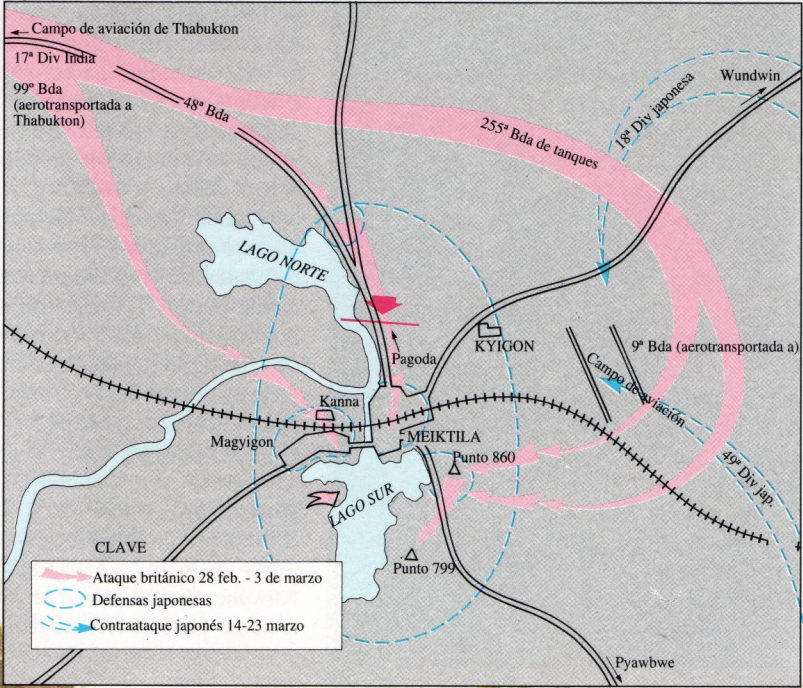 Campo de aviación de Thabukton
17ª Div India
99º Bda
(aerotransportada a
Thabukton)
48ª Bda
255ª Bda de tanques
18ª Div japonesa
Wundwin
LAGO NORTE
Pagoda
KYIGON
9ª Bda (aerotransportada a)
Campo de aviación
Kanna
Magyigon
MEIKTILA
Punto 860
49ª Div jap.
LAGO SUR
Punto 799
CLAVE
Ataque británico 28 feb. - 3 de marzo
Defensas japonesas
Contraataque japonés 14-23 marzo
Pyawbwe